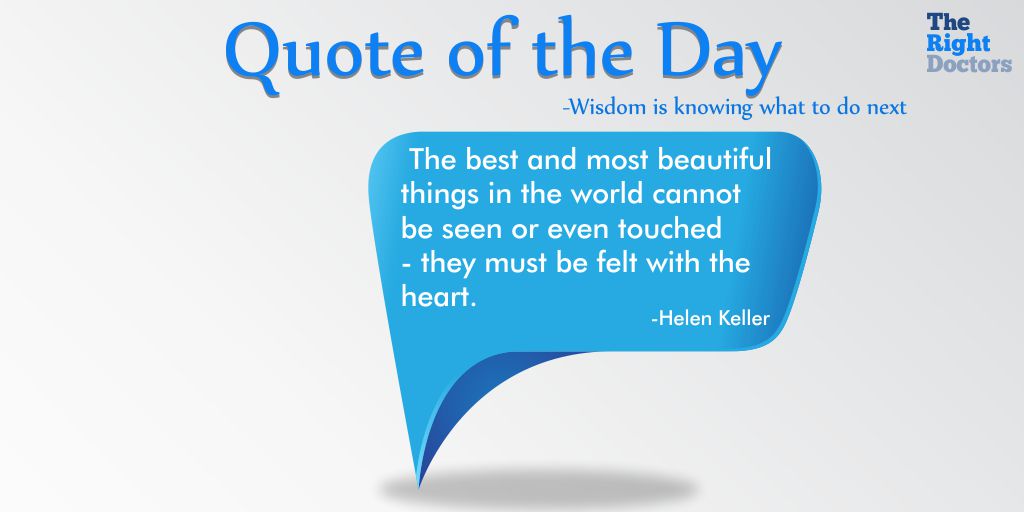 Quote of the Day
The
Right
Doctors
-Wisdom is knowing what to do next
The best and most beautiful
things in the world cannot
be seen or even touched
- they must be felt with the
heart.
-Helen Keller